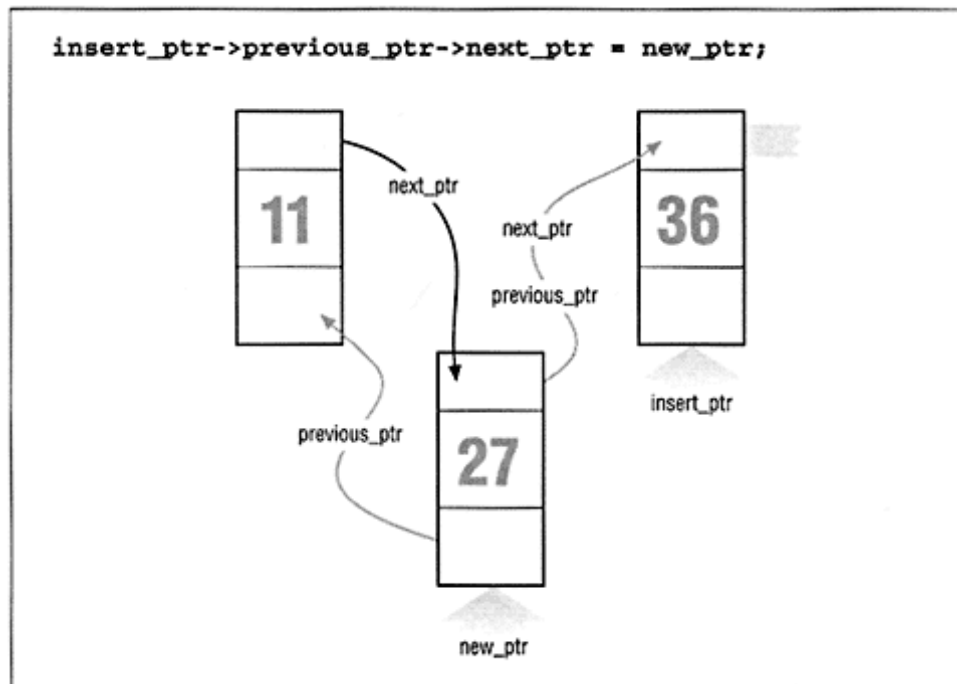 insert_ptr->previous_ptr->next_ptr = new_ptr;
11
next_ptr
36
next_ptr
previous_ptr
insert_ptr
previous_ptr
27
new_ptr